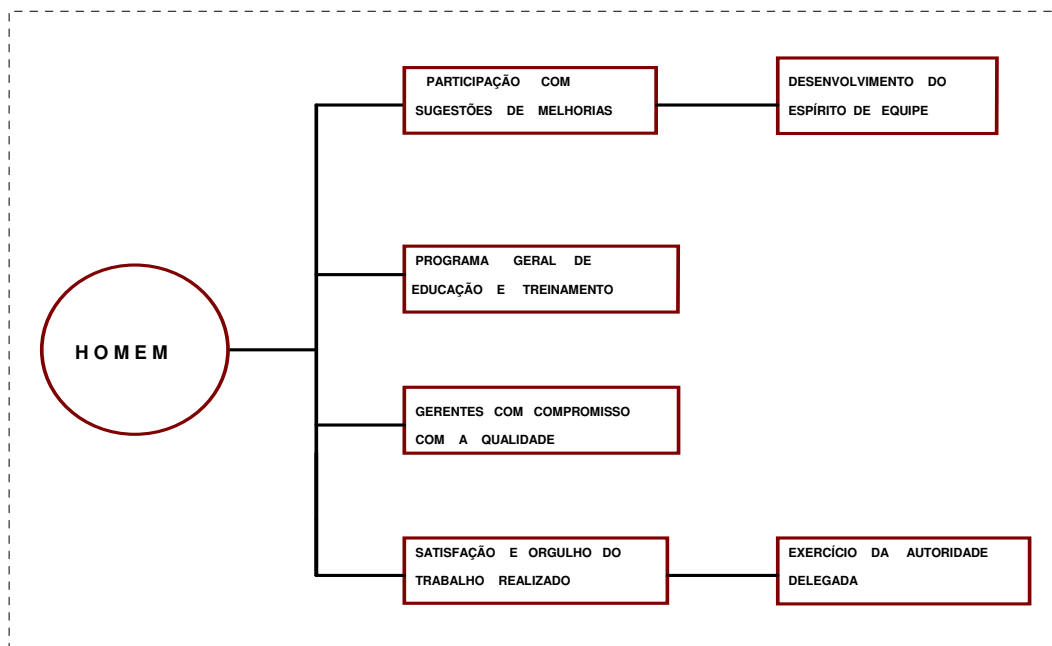 PARTICIPAÇÃO COM
SUGESTÕES DE MELHORIAS
DESENVOLVIMENTO DO
ESPÍRITO DE EQUIPE
PROGRAMA GERAL DE
EDUCAÇÃO E TREINAMENTO
H O M E M
GERENTES COM COMPROMISSO
COM A QUALIDADE
SATISFAÇÃO E ORGULHO DO
TRABALHO REALIZADO
EXERCÍCIO DA AUTORIDADE
DELEGADA